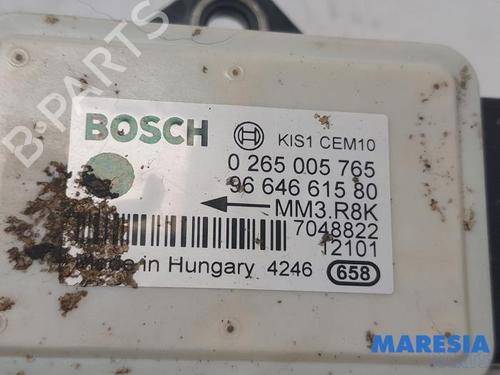 B-PARTS
BOSCH KIS1 CEM10
0 265 005 765
96 646 615 80
MM3.R8K
7048822
12101
Made in Hungary 4246 658
MARESIA